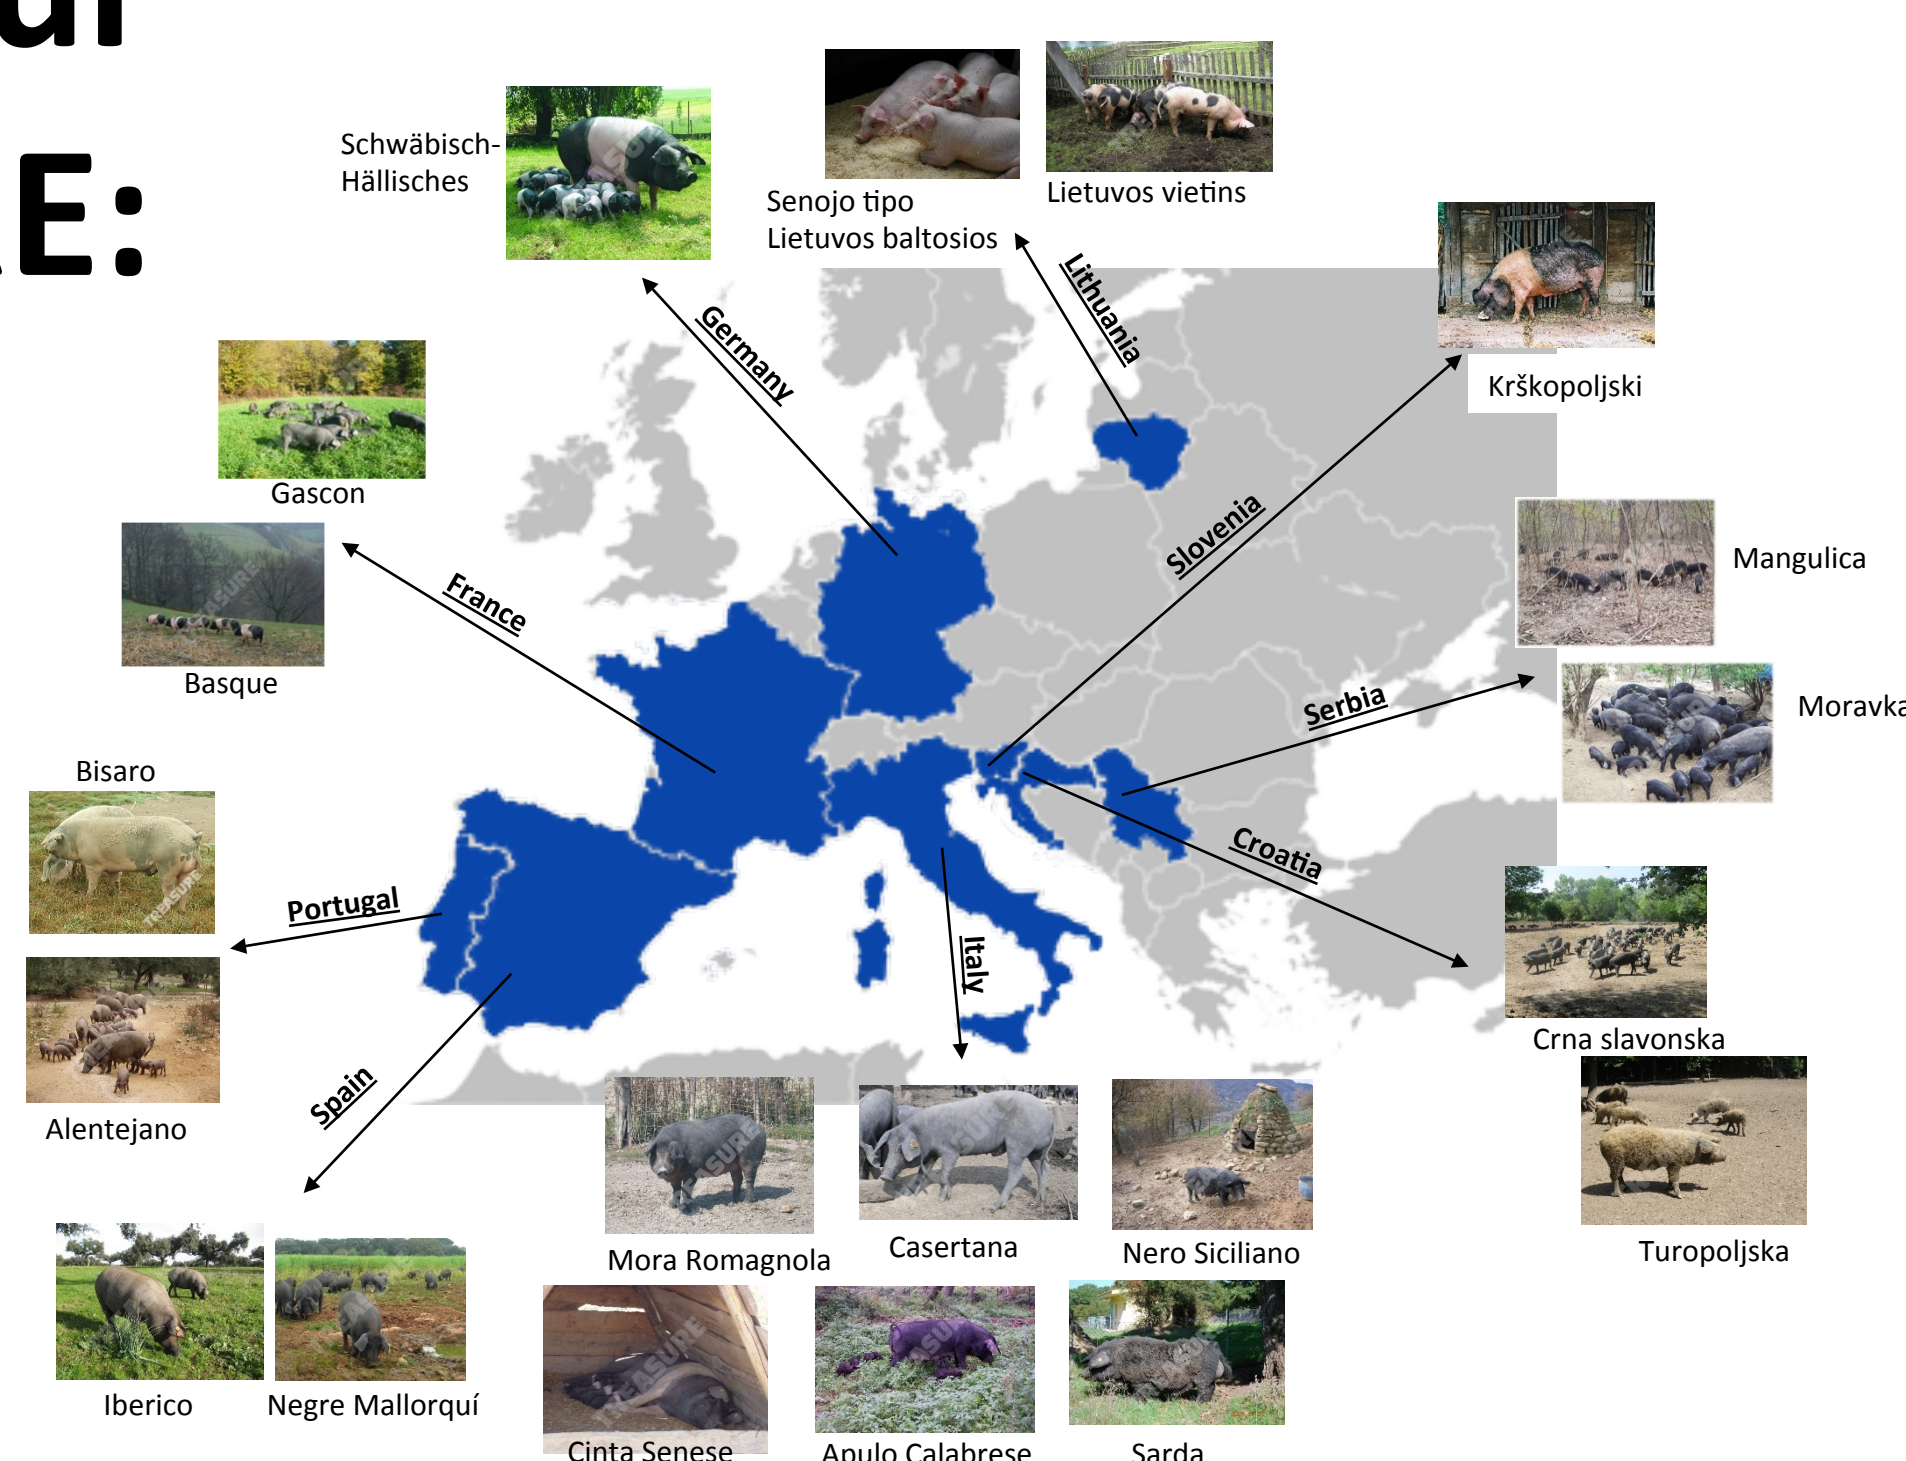 E:
Schwäbisch-
Hällisches
Senojo tipo
Lietuvos baltosios
Lietuvos vietins
Lithuania
Germany
Krškopoljski
Gascon
Slovenia
Mangulica
France
Basque
Serbia
Moravka
Bisaro
Croatia
Portugal
Italy
Alentejano
Crna slavonska
Spain
Mora Romagnola
Casertana
Nero Siciliano
Turopoljska
Iberico
Negre Mallorquí
Cinta Senese
Apulo Calabrese
Sarda
TREASURE